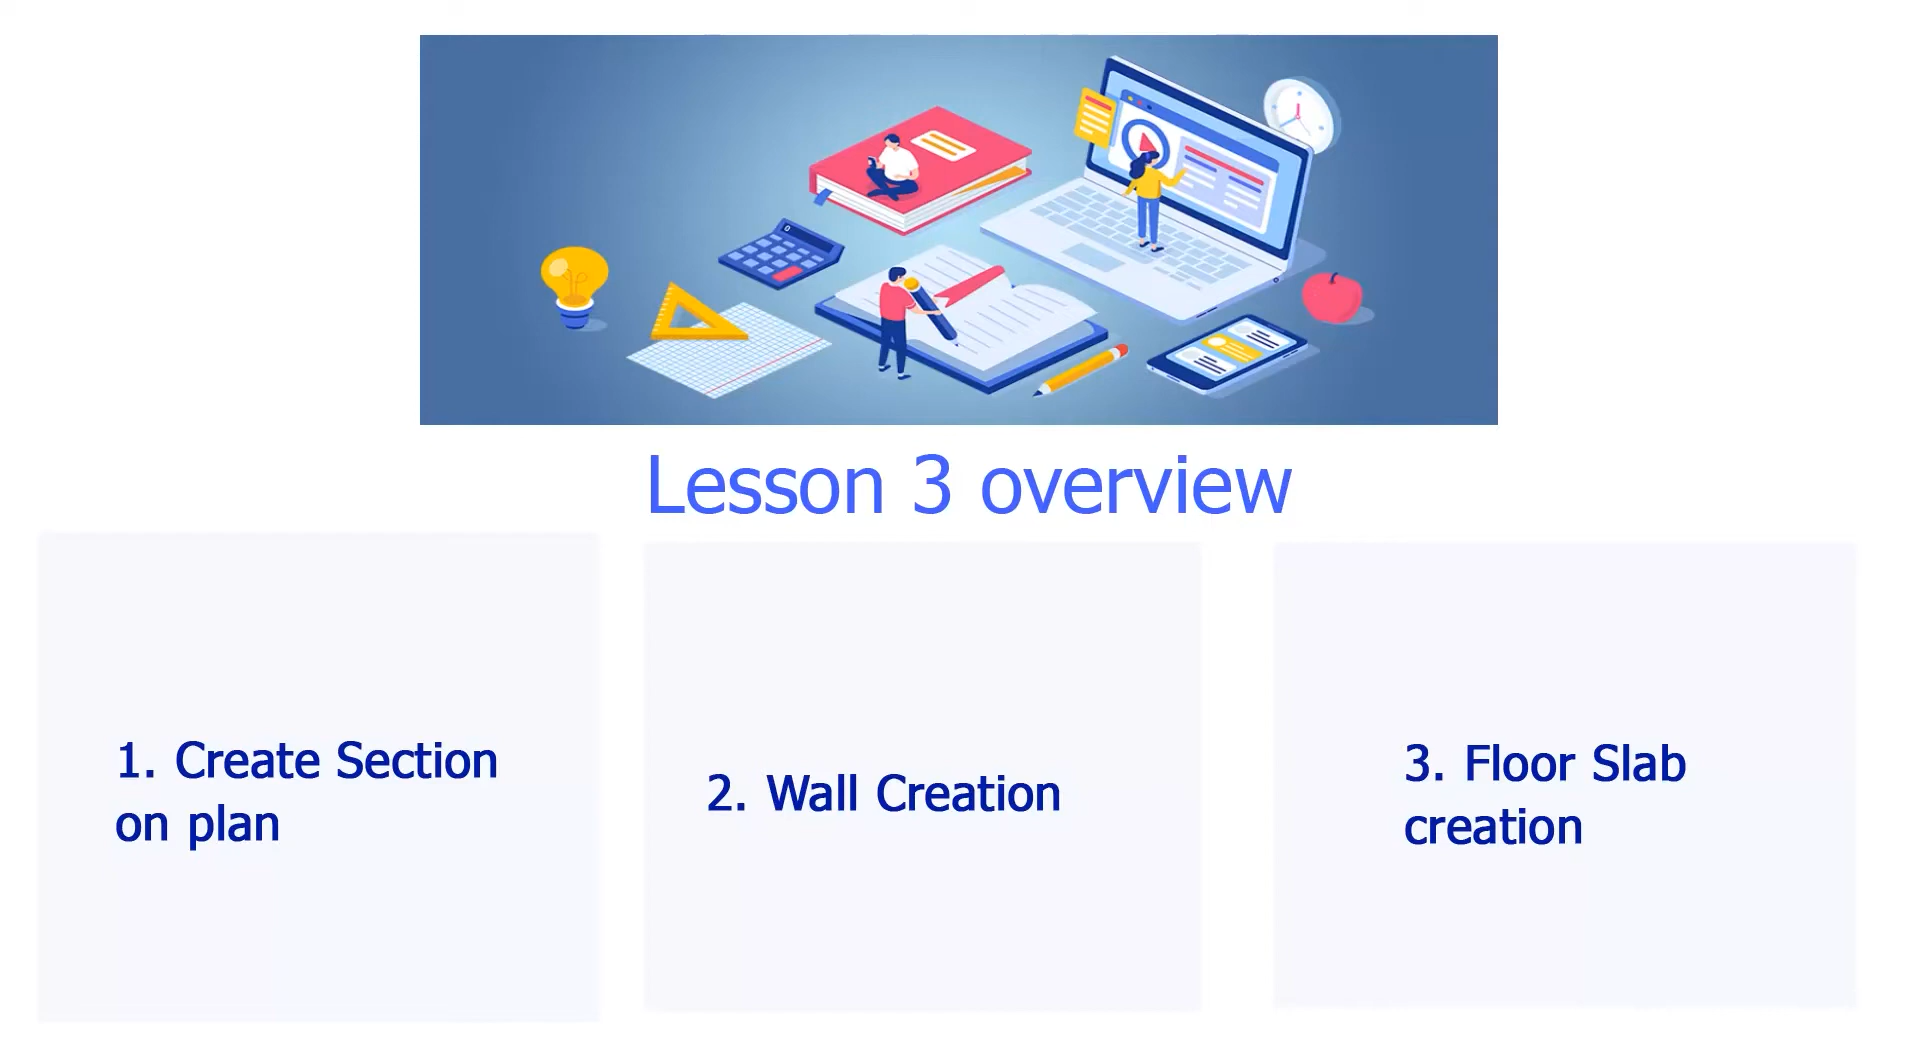 Lesson 3 overview
1. Create Section
on plan
2. Wall Creation
3. Floor Slab
creation